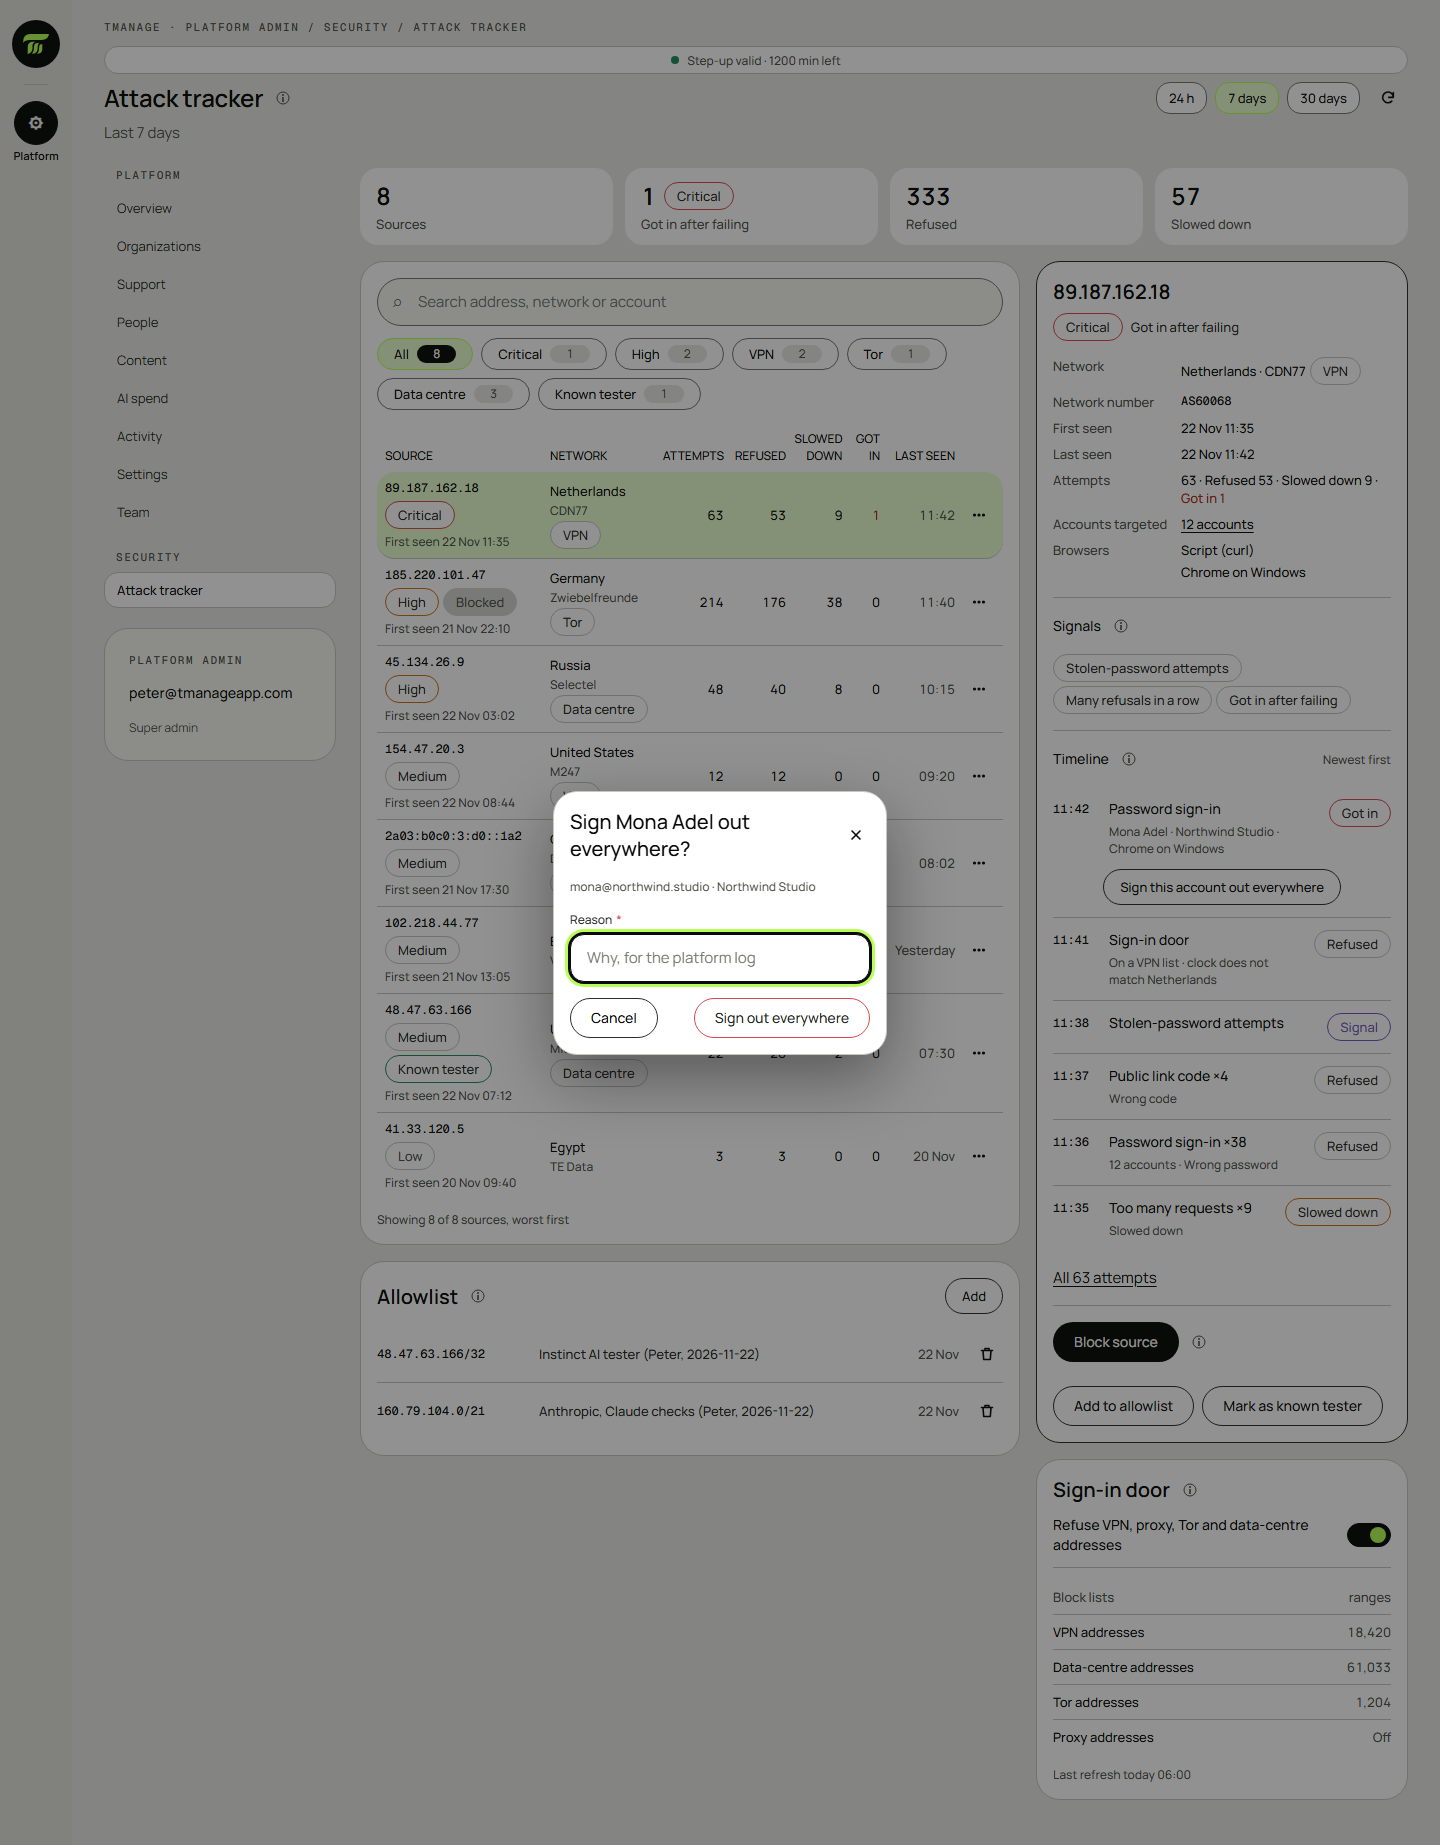 TMANAGE · PLATFORM ADMIN / SECURITY / ATTACK TRACKER
Step-up valid · 1200 min left
Platform
Attack tracker
24 h
7 days
30 days
Last 7 days
PLATFORM
Overview
Organizations
Support
People
Content
AI spend
Activity
Settings
Team
SECURITY
Attack tracker
PLATFORM ADMIN
peter@tmanageapp.com
Super admin
8
Sources
1 Critical
Got in after failing
333
Refused
57
Slowed down
Search address, network or account
All 8
Critical 1
High 2
VPN 2
Tor 1
Data centre 3
Known tester 1
SOURCE NETWORK ATTEMPTS REFUSED SLOWED DOWN GOT IN LAST SEEN
89.187.162.18
Critical
First seen 22 Nov 11:35
Netherlands
CDN77
VPN
63 53 9 1 11:42
185.220.101.47
High Blocked
First seen 21 Nov 22:10
Germany
Zwiebelfreunde
Tor
214 176 38 0 11:40
45.134.26.9
High
First seen 22 Nov 03:02
Russia
Selectel
Data centre
48 40 8 0 10:15
154.47.20.3
Medium
First seen 22 Nov 08:44
United States
M247
12 12 0 0 09:20
2a03:b0c0:3:d0::1a2
Medium
First seen 21 Nov 17:30
08:02
102.218.44.77
Medium
First seen 21 Nov 13:05
Yesterday
48.47.63.166
Medium
Known tester
First seen 22 Nov 07:12
Data centre
07:30
41.33.120.5
Low
First seen 20 Nov 09:40
Egypt
TE Data
3 3 0 0 20 Nov
Showing 8 of 8 sources, worst first
Sign Mona Adel out
everywhere?
mona@northwind.studio · Northwind Studio
Reason *
Why, for the platform log
Cancel
Sign out everywhere
Allowlist
Add
48.47.63.166/32 Instinct AI tester (Peter, 2026-11-22) 22 Nov
160.79.104.0/21 Anthropic, Claude checks (Peter, 2026-11-22) 22 Nov
89.187.162.18
Critical Got in after failing
Network Netherlands · CDN77 VPN
Network number AS60068
First seen 22 Nov 11:35
Last seen 22 Nov 11:42
Attempts 63 · Refused 53 · Slowed down 9 ·
Got in 1
Accounts targeted 12 accounts
Browsers Script (curl)
Chrome on Windows
Signals
Stolen-password attempts
Many refusals in a row
Got in after failing
Timeline
Newest first
11:42 Password sign-in Got in
Mona Adel · Northwind Studio ·
Chrome on Windows
Sign this account out everywhere
11:41 Sign-in door Refused
On a VPN list · clock does not
match Netherlands
11:38 Stolen-password attempts Signal
11:37 Public link code ×4 Refused
Wrong code
11:36 Password sign-in ×38 Refused
12 accounts · Wrong password
11:35 Too many requests ×9 Slowed down
Slowed down
All 63 attempts
Block source
Add to allowlist
Mark as known tester
Sign-in door
Refuse VPN, proxy, Tor and data-centre
addresses
Block lists ranges
VPN addresses 18,420
Data-centre addresses 61,033
Tor addresses 1,204
Proxy addresses Off
Last refresh today 06:00